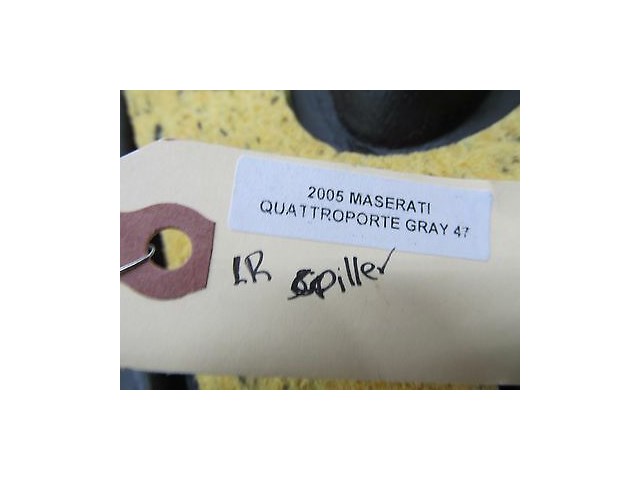 2005 MASERATI
QUATTROPORTE GRAY 47
LR spiller